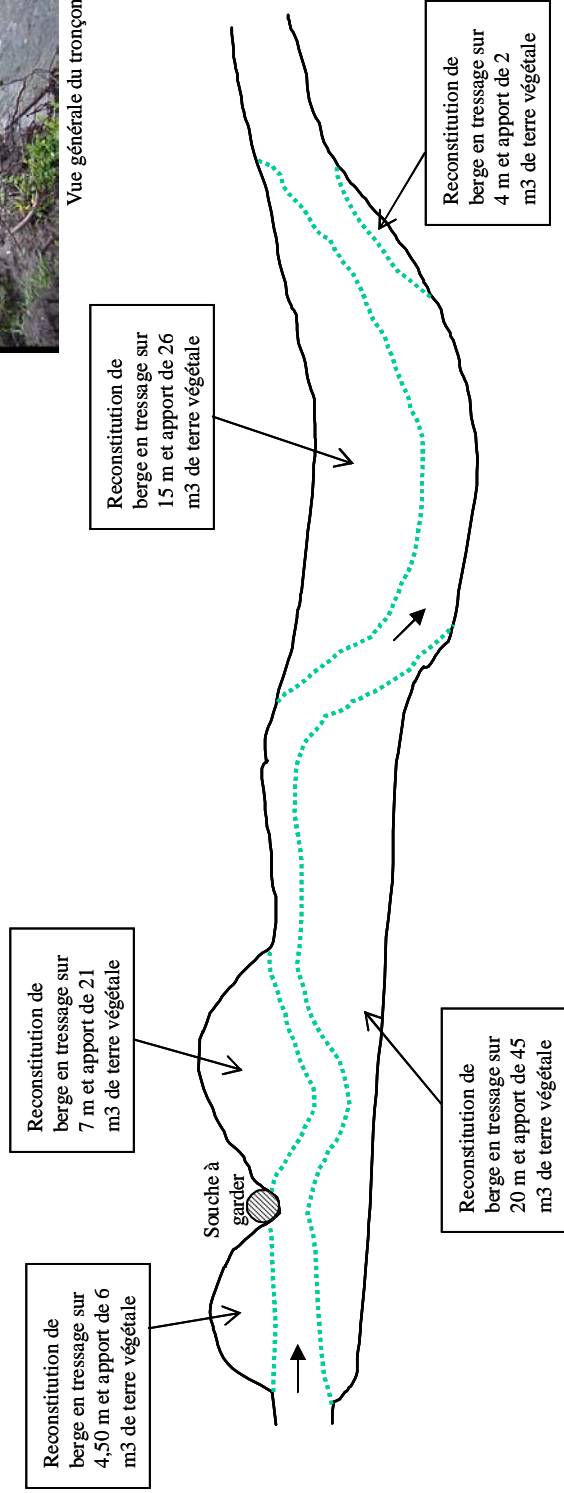 Vue générale du tronçon
Reconstitution de
berge en tressage sur
4,50 m et apport de 6
m3 de terre végétale
Souche à
garder
Reconstitution de
berge en tressage sur
7 m et apport de 21
m3 de terre végétale
Reconstitution de
berge en tressage sur
15 m et apport de 26
m3 de terre végétale
Reconstitution de
berge en tressage sur
20 m et apport de 45
m3 de terre végétale
Reconstitution de
berge en tressage sur
4 m et apport de 2
m3 de terre végétale